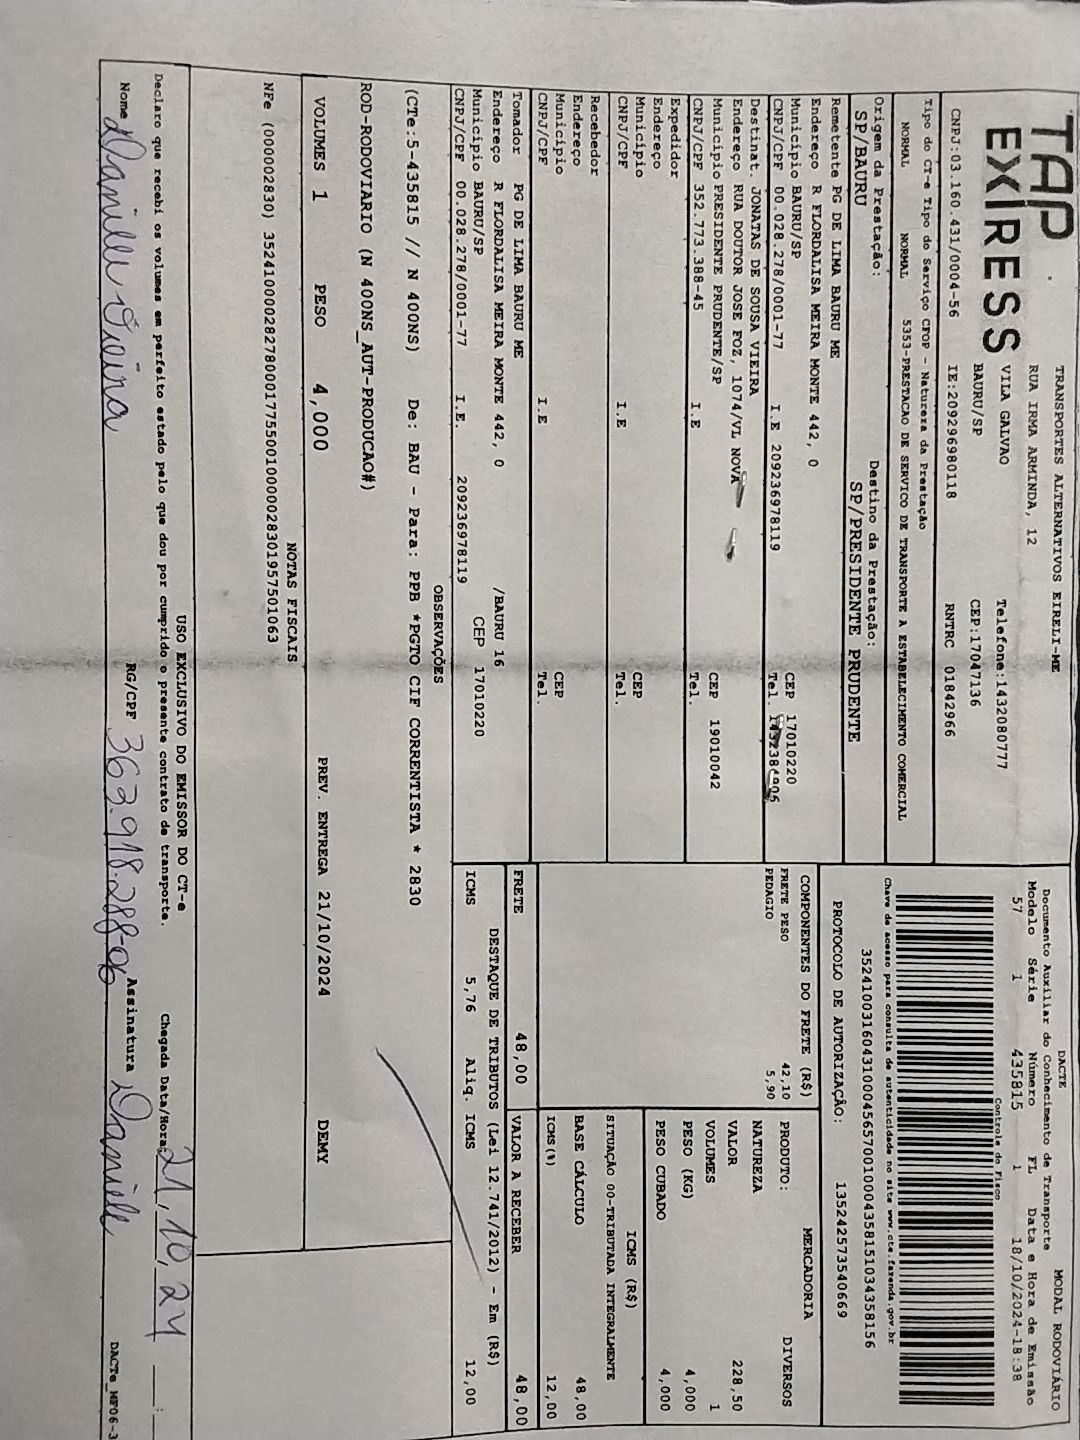 TAP
EXPRESS
TRANSPORTES ALTERNATIVOS EIRELI-ME
RUA IRMA ARMINDA, 12
VILA GALVAO
BAURU/SP
Telefone:1432080777
CEP:17047136
CNPJ:03.160.431/0004-56 IE:209296980118 RNTRC 01842966
Tipo do CT-e Tipo do Serviço CFOP - Natureza da Prestação
NORMAL NORMAL 5353-PRESTACAO DE SERVICO DE TRANSPORTE A ESTABELECIMENTO COMERCIAL
Origem da Prestação: Destino da Prestação:
SP/BAURU SP/PRESIDENTE PRUDENTE
Remetente PG DE LIMA BAURU ME
Endereço R FLORDALISA MEIRA MONTE 442, 0
Município BAURU/SP CEP 17010220
CNPJ/CPF 00.028.278/0001-77 I.E 209236978119 Tel.
Destinat. JONATAS DE SOUSA VIEIRA
Endereço RUA DOUTOR JOSE FOZ, 1074/VL NOVA
Município PRESIDENTE PRUDENTE/SP CEP 19010042
CNPJ/CPF 352.773.388-45 I.E Tel.
Expedidor
Endereço
Município CEP
CNPJ/CPF I.E Tel.
Recebedor
Endereço
Município CEP
CNPJ/CPF I.E Tel.
Tomador PG DE LIMA BAURU ME
Endereço R FLORDALISA MEIRA MONTE 442, 0 /BAURU 16
Município BAURU/SP CEP 17010220
CNPJ/CPF 00.028.278/0001-77 I.E. 209236978119
DACTE MODAL RODOVIÁRIO
Documento Auxiliar do Conhecimento de Transporte
Modelo Série Número FL Data e Hora de Emissão
57 1 435815 1 18/10/2024-18:38
Controle do Fisco
Chave de acesso para consulta de autenticidade no site www.cte.fazenda.gov.br
35241003160431000456570010004358151034358156
PROTOCOLO DE AUTORIZAÇÃO: 135242573540669
COMPONENTES DO FRETE (R$)
FRETE PESO 42,10
PEDAGIO 5,90
MERCADORIA
PRODUTO: DIVERSOS
NATUREZA
VALOR 228,50
VOLUMES 1
PESO (KG) 4,000
PESO CUBADO 4,000
ICMS (R$)
SITUAÇÃO 00-TRIBUTADA INTEGRALMENTE
BASE CÁLCULO 48,00
ICMS(%) 12,00
FRETE 48,00 VALOR A RECEBER 48,00
DESTAQUE DE TRIBUTOS (Lei 12.741/2012) - Em (R$)
ICMS 5,76 Aliq. ICMS 12,00
OBSERVAÇÕES
(CTe:5-435815 // N 400NS) De: BAU - Para: PPB *PGTO CIF CORRENTISTA * 2830
ROD-RODOVIARIO (N 400NS_AUT-PRODUCAO#)
VOLUMES 1 PESO 4,000 PREV. ENTREGA 21/10/2024 DEMY
NOTAS FISCAIS
NFe (000002830) 35241000028278000177550010000028301957501063
USO EXCLUSIVO DO EMISSOR DO CT-e
Declaro que recebi os volumes em perfeito estado pelo que dou por cumprido o presente contrato de transporte. Chegada Data/Hora: 21, 10, 24 __:
Nome Danielle Vieira RG/CPF 363.918.288-06 Assinatura Daniele
DACTe_MF06-3